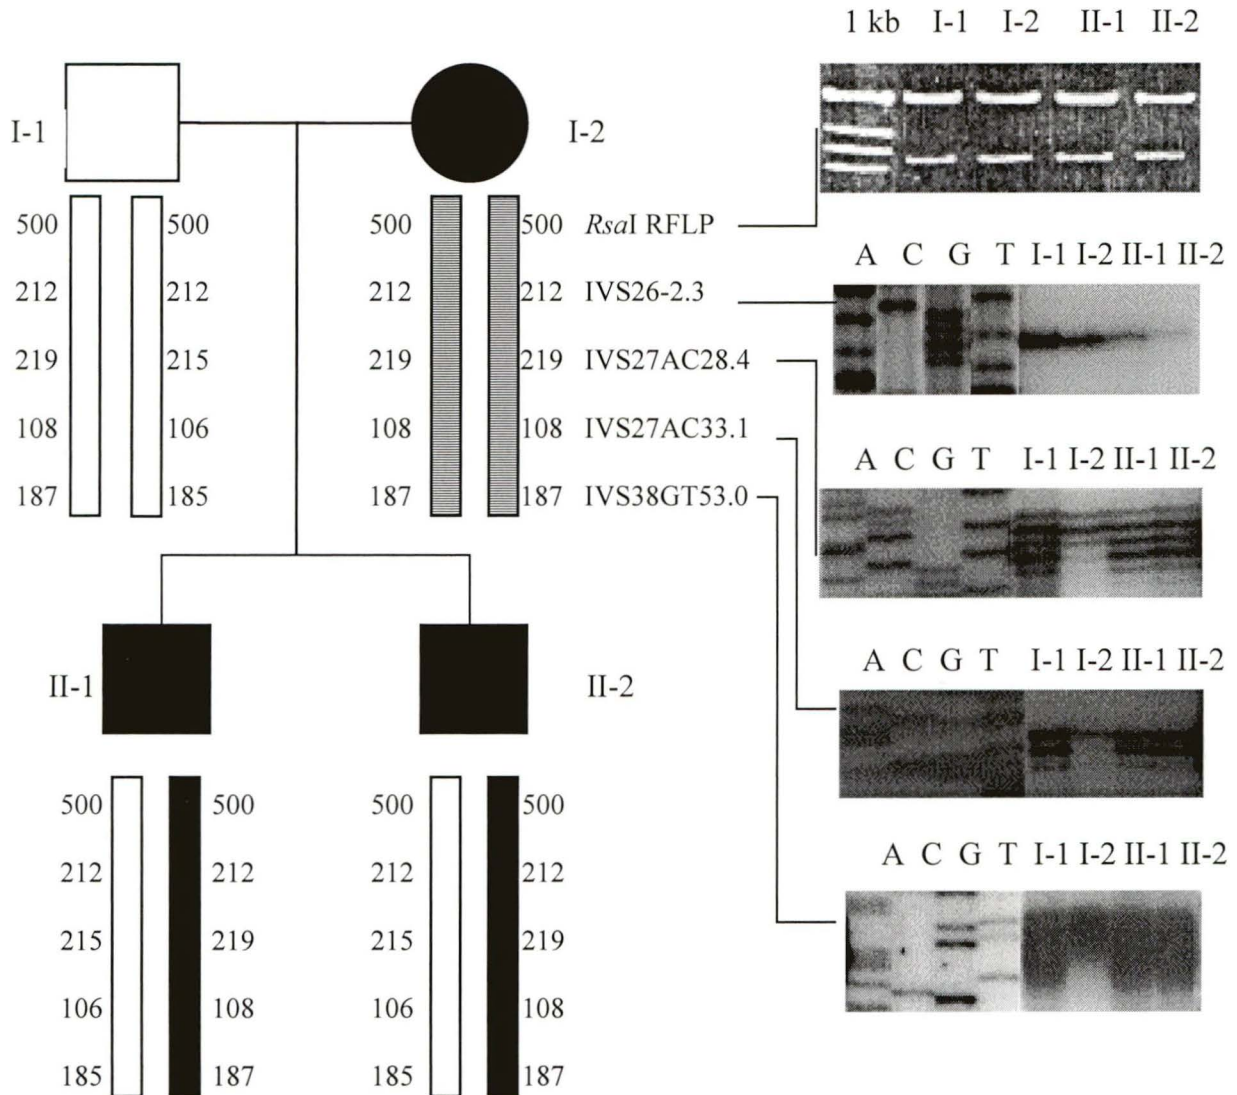 1 kb I-1 I-2 II-1 II-2
I-1 I-2
500 500 500 500 RsaI RFLP
A C G T I-1 I-2 II-1 II-2
212 212 212 212 IVS26-2.3
219 215 219 219 IVS27AC28.4
108 106 108 108 IVS27AC33.1
A C G T I-1 I-2 II-1 II-2
187 185 187 187 IVS38GT53.0
A C G T I-1 I-2 II-1 II-2
II-1 II-2
500 500 500 500
A C G T I-1 I-2 II-1 II-2
212 212 212 212
215 219 215 219
106 108 106 108
185 187 185 187